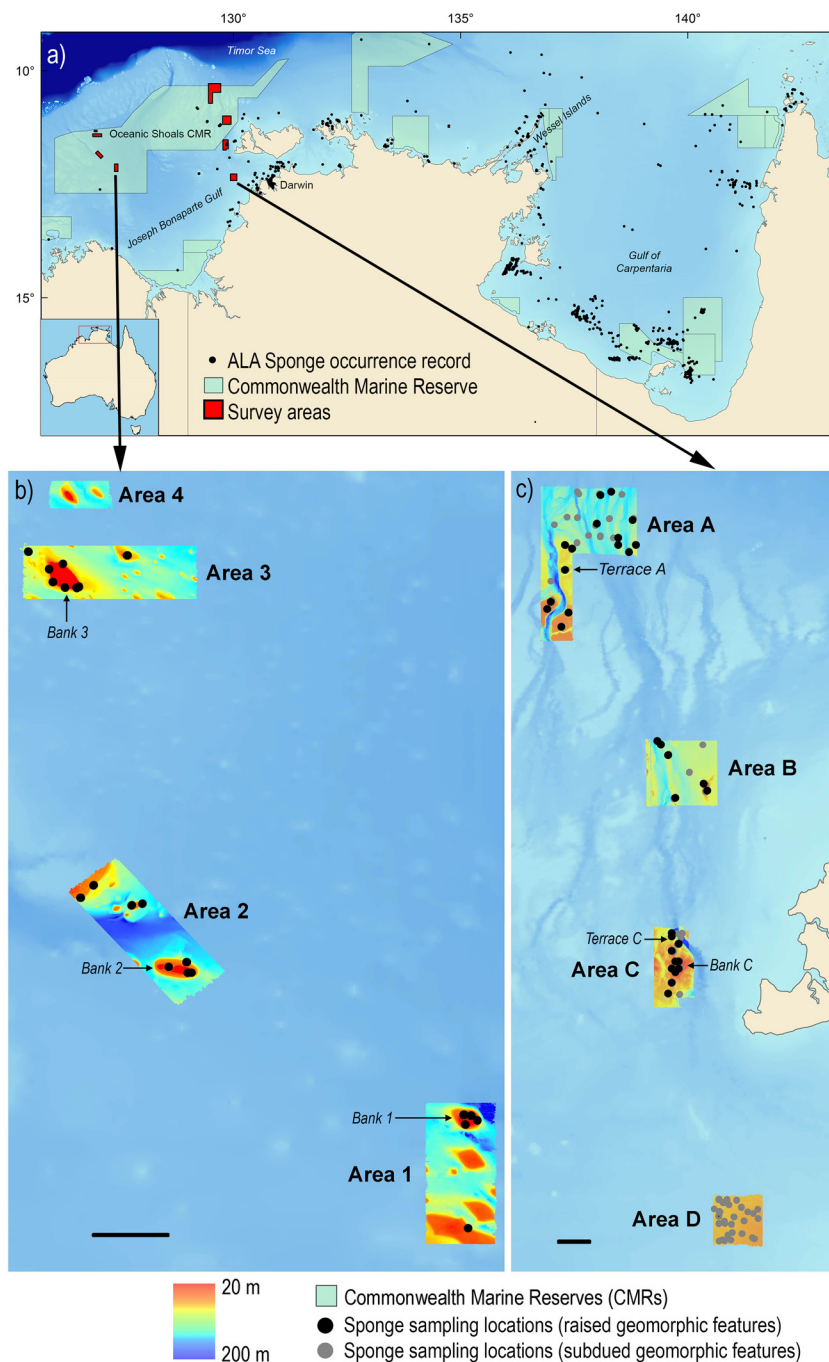 130°
135°
140°
a)
Timor Sea
10°
Oceanic Shoals CMR
Wessel Islands
Darwin
Joseph Bonaparte Gulf
Gulf of
Carpentaria
15°
ALA Sponge occurrence record
Commonwealth Marine Reserve
Survey areas
b)
Area 4
Area 3
Bank 3
Area 2
Bank 2
Bank 1
Area 1
c)
Area A
Terrace A
Area B
Terrace C
Area C
Bank C
Area D
20 m
200 m
Commonwealth Marine Reserves (CMRs)
Sponge sampling locations (raised geomorphic features)
Sponge sampling locations (subdued geomorphic features)